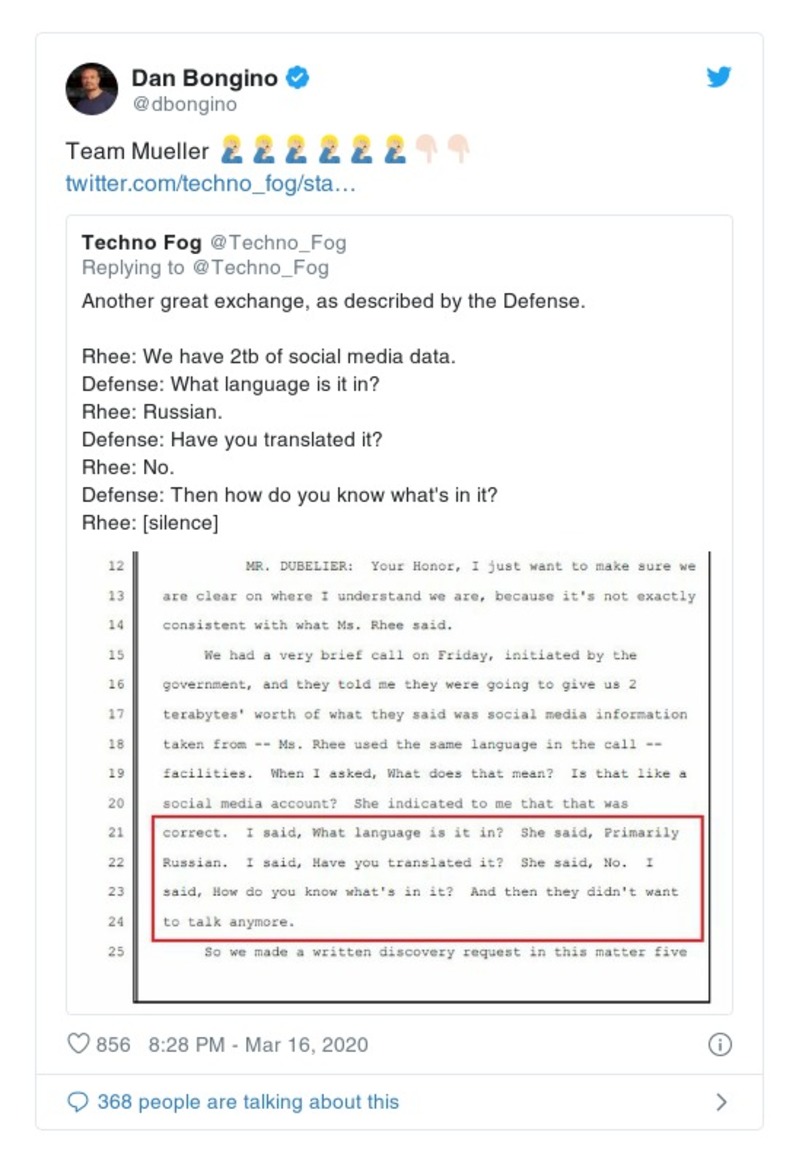 Dan Bongino
@dbongino
Team Mueller 🤦🏼‍♂️🤦🏼‍♂️🤦🏼‍♂️🤦🏼‍♂️🤦🏼‍♂️🤦🏼‍♂️👇🏻👇🏻
twitter.com/techno_fog/sta…
Techno Fog @Techno_Fog
Replying to @Techno_Fog
Another great exchange, as described by the Defense.
Rhee: We have 2tb of social media data.
Defense: What language is it in?
Rhee: Russian.
Defense: Have you translated it?
Rhee: No.
Defense: Then how do you know what's in it?
Rhee: [silence]
12 MR. DUBELIER: Your Honor, I just want to make sure we
13 are clear on where I understand we are, because it's not exactly
14 consistent with what Ms. Rhee said.
15 We had a very brief call on Friday, initiated by the
16 government, and they told me they were going to give us 2
17 terabytes' worth of what they said was social media information
18 taken from -- Ms. Rhee used the same language in the call --
19 facilities. When I asked, What does that mean? Is that like a
20 social media account? She indicated to me that that was
21 correct. I said, What language is it in? She said, Primarily
22 Russian. I said, Have you translated it? She said, No. I
23 said, How do you know what's in it? And then they didn't want
24 to talk anymore.
25 So we made a written discovery request in this matter five
856 8:28 PM - Mar 16, 2020
368 people are talking about this